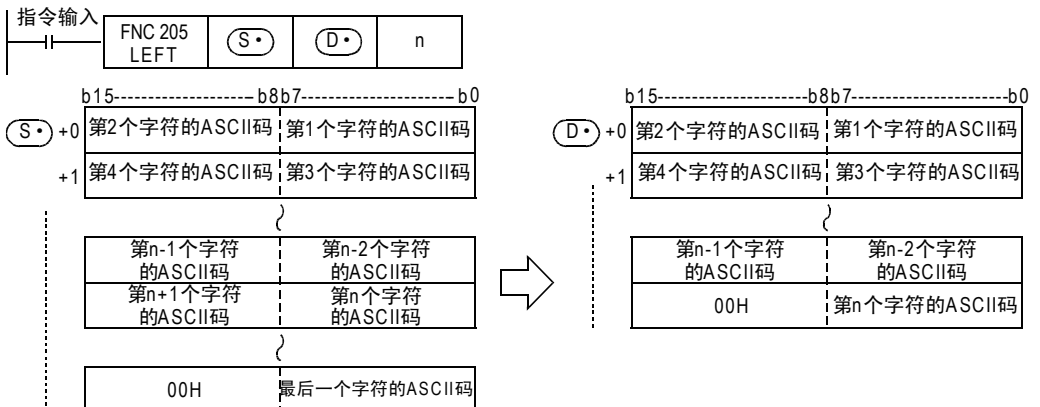 指令输入
FNC 205
LEFT
S• D• n
b15 b8 b7 b0
S• +0 第2个字符的ASCII码 第1个字符的ASCII码
+1 第4个字符的ASCII码 第3个字符的ASCII码
第n-1个字符的ASCII码 第n-2个字符的ASCII码
第n+1个字符的ASCII码 第n个字符的ASCII码
00H 最后一个字符的ASCII码
b15 b8 b7 b0
D• +0 第2个字符的ASCII码 第1个字符的ASCII码
+1 第4个字符的ASCII码 第3个字符的ASCII码
第n-1个字符的ASCII码 第n-2个字符的ASCII码
00H 第n个字符的ASCII码